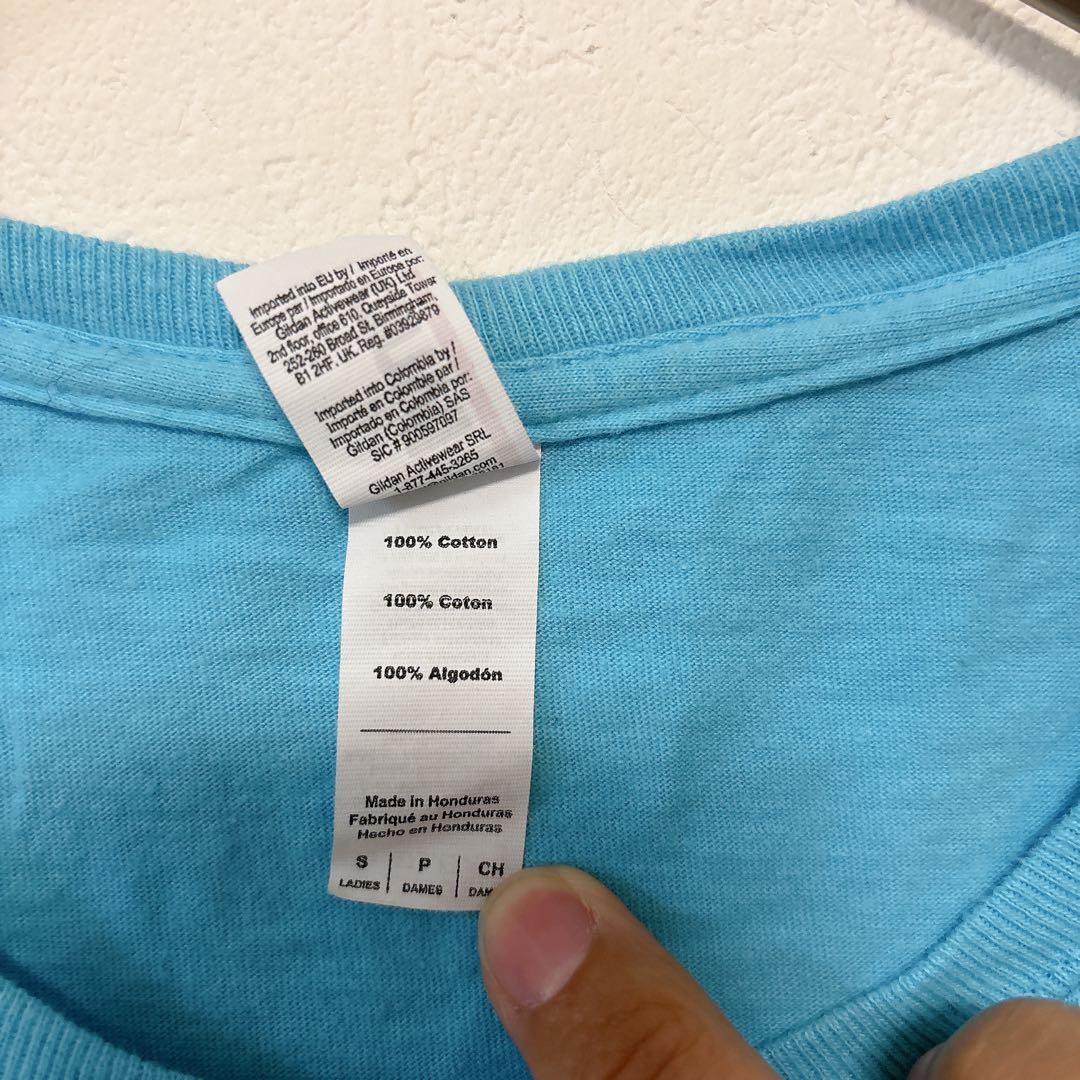 Imported into EU by / Importé en
Europe par / Importado en Europa por:
Gildan Activewear (UK) Ltd
2nd floor, office 610, Quayside Tower
252-260 Broad St, Birmingham,
B1 2HF. UK. Reg. #03929879
Imported into Colombia by /
Importé en Colombie par /
Importado en Colombia por:
Gildan (Colombia) SAS
SIC # 900597097
Gildan Activewear SRL
1-877-445-3265
gildan.com
100% Cotton
100% Coton
100% Algodón
Made in Honduras
Fabriqué au Honduras
Hecho en Honduras
S P CH
LADIES DAMES